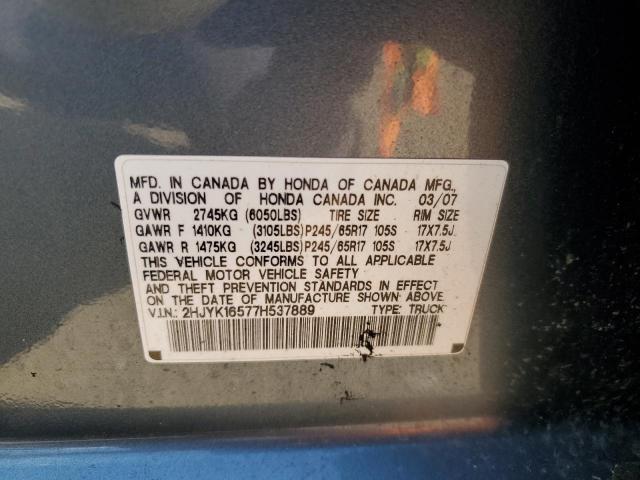 MFD. IN CANADA BY HONDA OF CANADA MFG.,
A DIVISION OF HONDA CANADA INC. 03/07
GVWR 2745KG (6050LBS) TIRE SIZE RIM SIZE
GAWR F 1410KG (3105LBS)P245/65R17 105S 17X7.5J
GAWR R 1475KG (3245LBS)P245/65R17 105S 17X7.5J
THIS VEHICLE CONFORMS TO ALL APPLICABLE
FEDERAL MOTOR VEHICLE SAFETY
AND THEFT PREVENTION STANDARDS IN EFFECT
ON THE DATE OF MANUFACTURE SHOWN ABOVE.
V.I.N.: 2HJYK16577H537889 TYPE: TRUCK